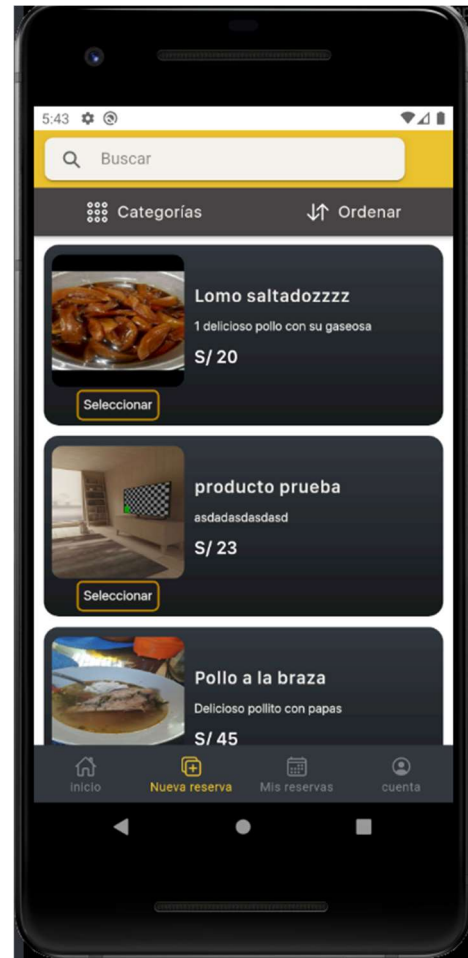 5:43
Buscar
Categorías
Ordenar
Lomo saltadozzzz
1 delicioso pollo con su gaseosa
S/ 20
Seleccionar
producto prueba
asdadasdasdasd
S/ 23
Seleccionar
Pollo a la braza
Delicioso pollito con papas
S/ 45
inicio
Nueva reserva
Mis reservas
cuenta